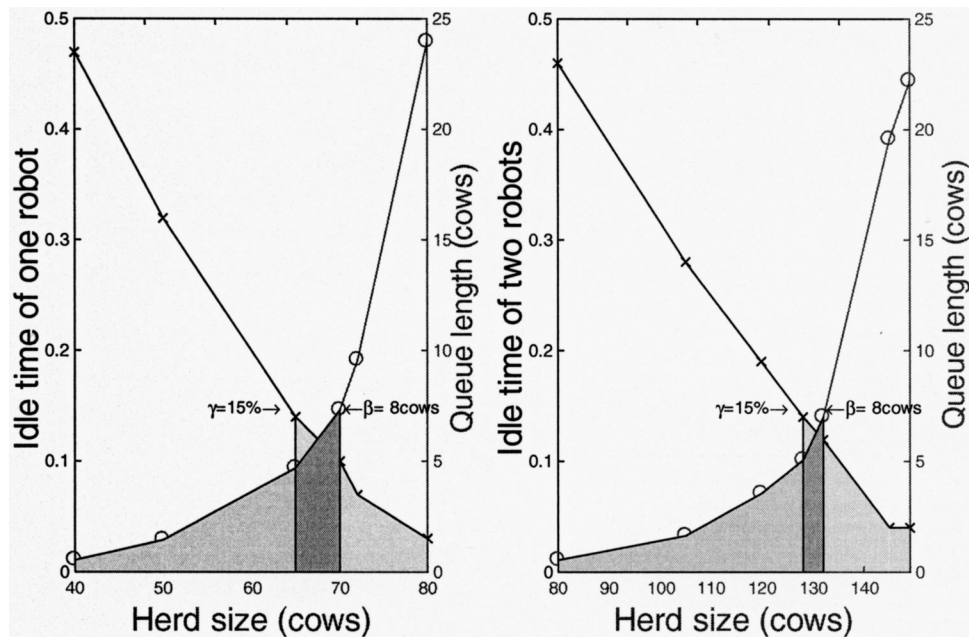 0.5
0.4
0.3
0.2
0.1
0
Idle time of one robot
γ=15%→
←β= 8cows
25
20
15
10
5
0
Queue length (cows)
40 50 60 70 80
Herd size (cows)
0.5
0.4
0.3
0.2
0.1
0
Idle time of two robots
γ=15%→
←β= 8cows
25
20
15
10
5
0
Queue length (cows)
80 90 100 110 120 130 140
Herd size (cows)